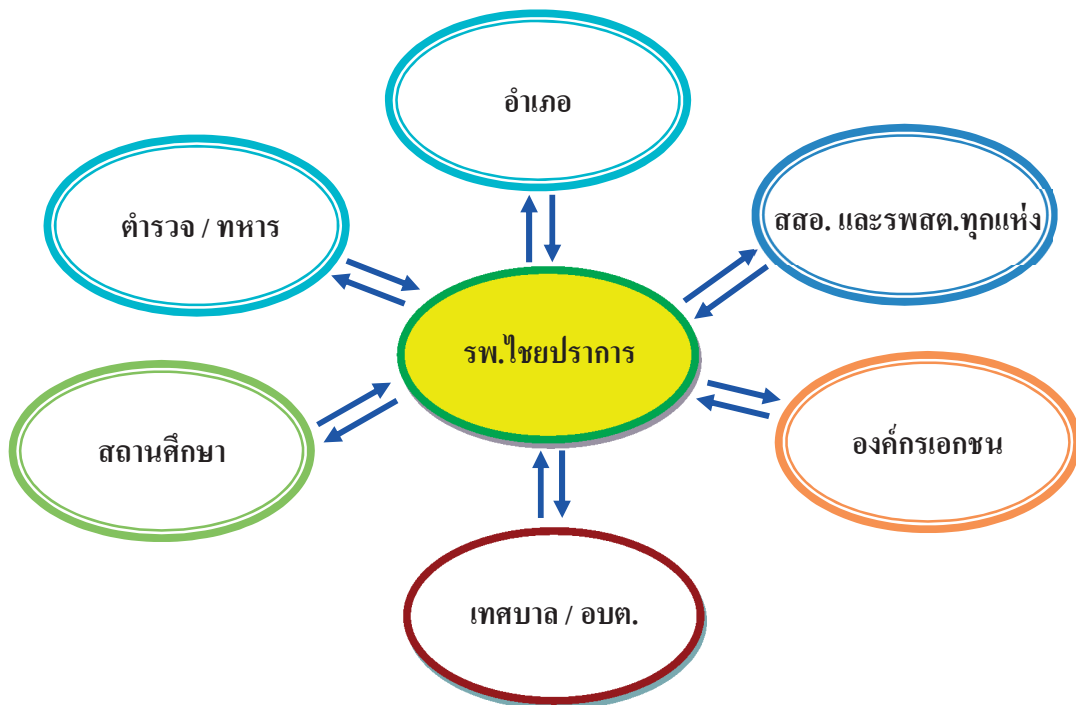 อำเภอ
ตำรวจ / ทหาร
สสอ. และรพสต.ทุกแห่ง
รพ.ไชยปราการ
สถานศึกษา
องค์กรเอกชน
เทศบาล / อบต.